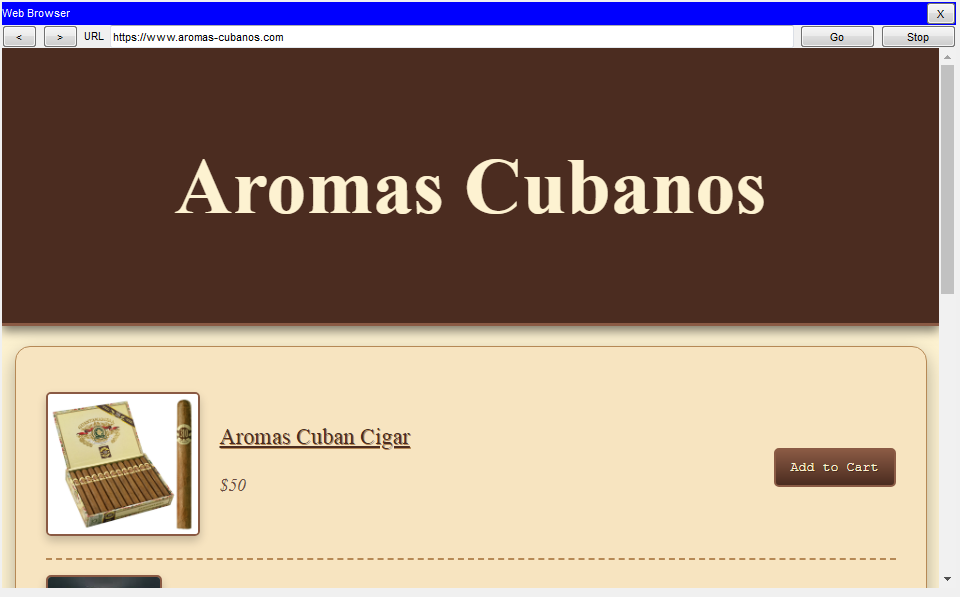 Web Browser
X
<
>
URL
https://www.aromas-cubanos.com
Go
Stop
Aromas Cubanos
Aromas Cuban Cigar
$50
Add to Cart